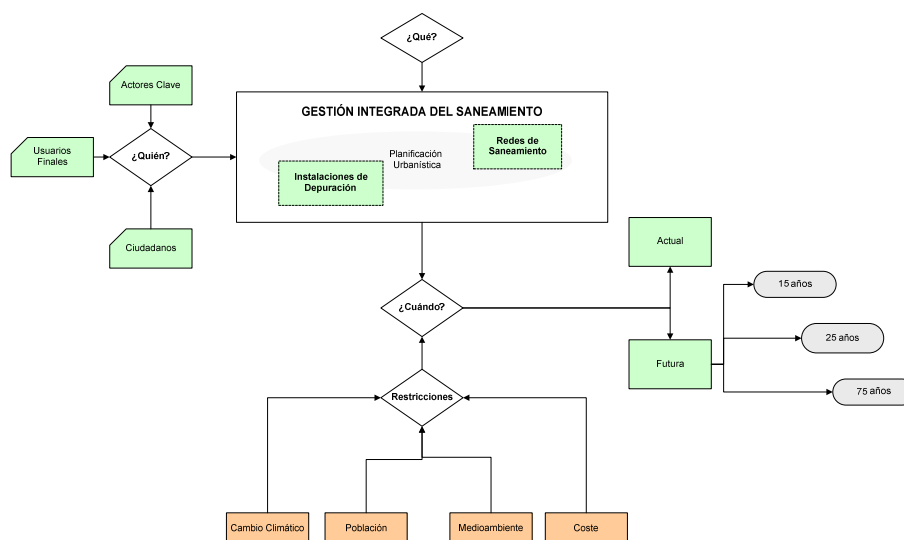 ¿Qué?
Actores Clave
GESTIÓN INTEGRADA DEL SANEAMIENTO
Redes de
Saneamiento
Planificación
Urbanística
Usuarios
Finales
¿Quién?
Instalaciones de
Depuración
Ciudadanos
Actual
15 años
¿Cuándo?
25 años
Futura
75 años
Restricciones
Cambio Climático
Población
Medioambiente
Coste